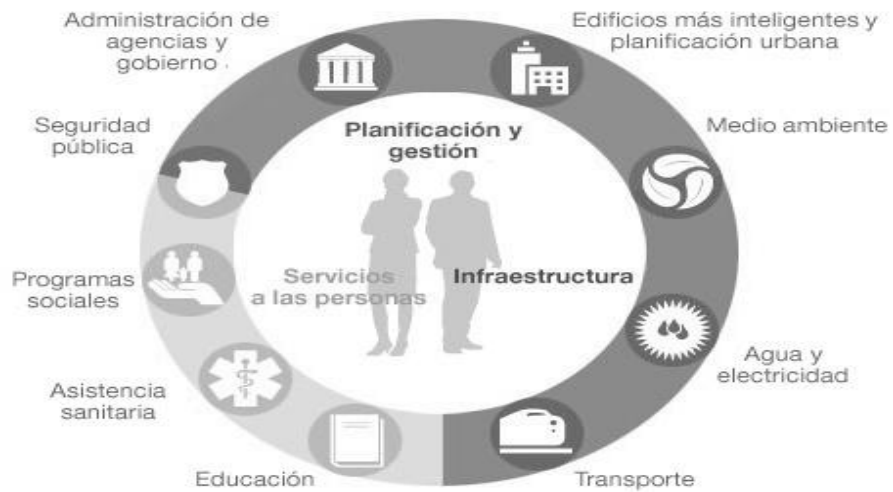 Administración de
agencias y
gobierno .
Edificios más inteligentes y
planificación urbana
Seguridad
pública
Planificación y
gestión
Medio ambiente
Programas
sociales
Servicios
a las personas
Infraestructura
Asistencia
sanitaria
Agua y
electricidad
Educación
Transporte